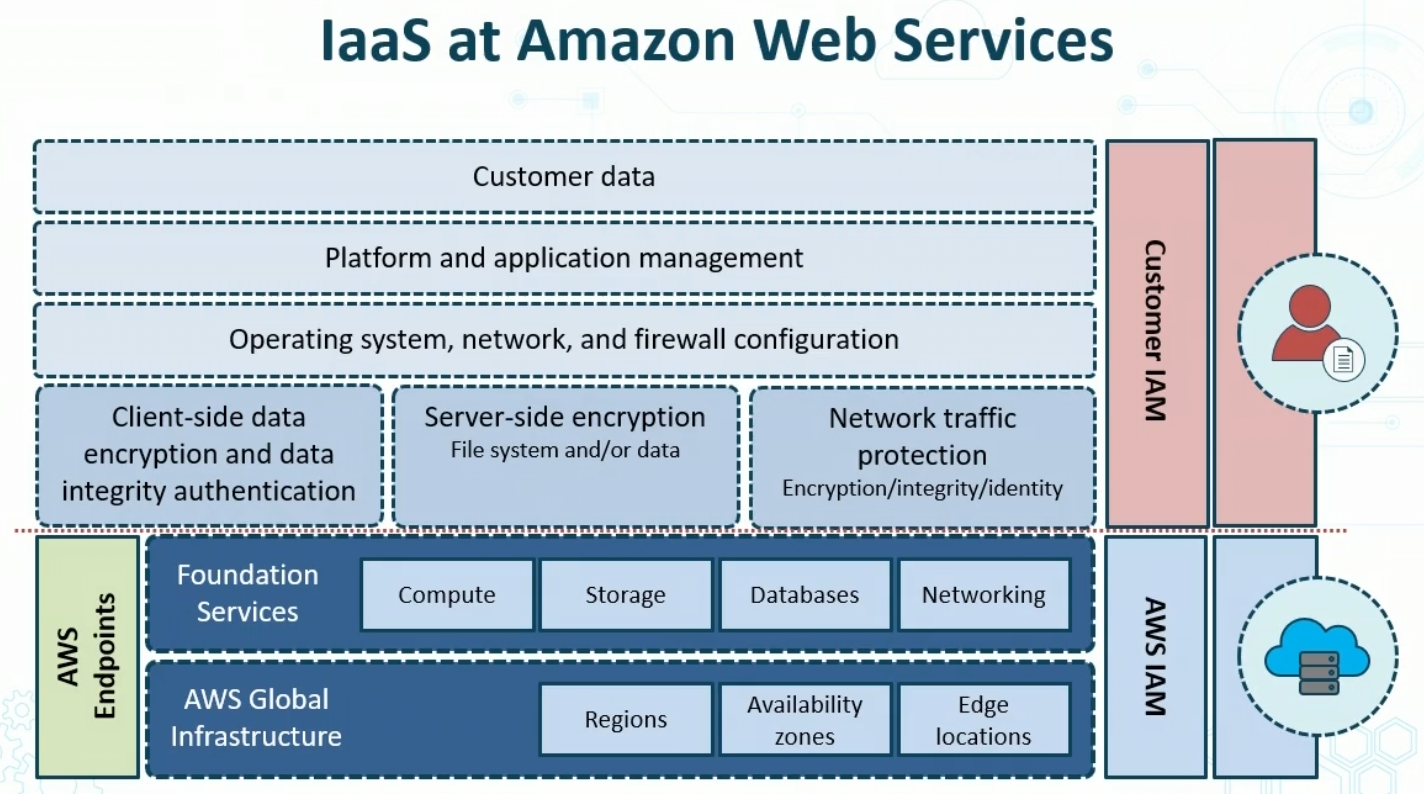 IaaS at Amazon Web Services
Customer data
Platform and application management
Operating system, network, and firewall configuration
Client-side data
encryption and data
integrity authentication
Server-side encryption
File system and/or data
Network traffic
protection
Encryption/integrity/identity
Customer IAM
AWS
Endpoints
Foundation
Services
Compute
Storage
Databases
Networking
AWS Global
Infrastructure
Regions
Availability
zones
Edge
locations
AWS IAM